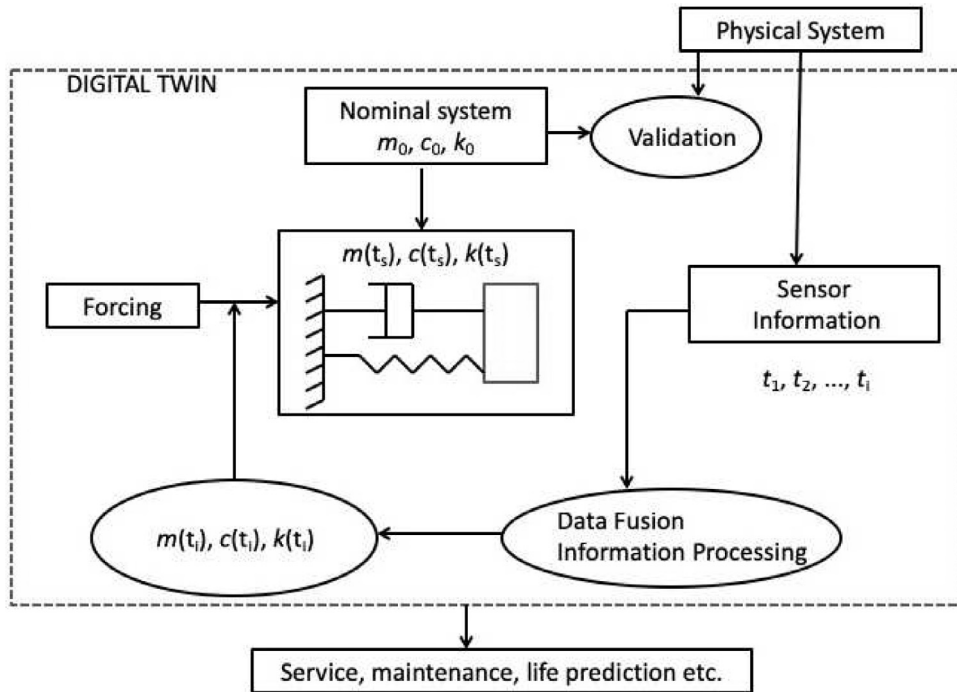 Physical System
DIGITAL TWIN
Nominal system
m₀, c₀, k₀
Validation
m(tₛ), c(tₛ), k(tₛ)
Forcing
Sensor
Information
t₁, t₂, ..., tᵢ
m(tᵢ), c(tᵢ), k(tᵢ)
Data Fusion
Information Processing
Service, maintenance, life prediction etc.